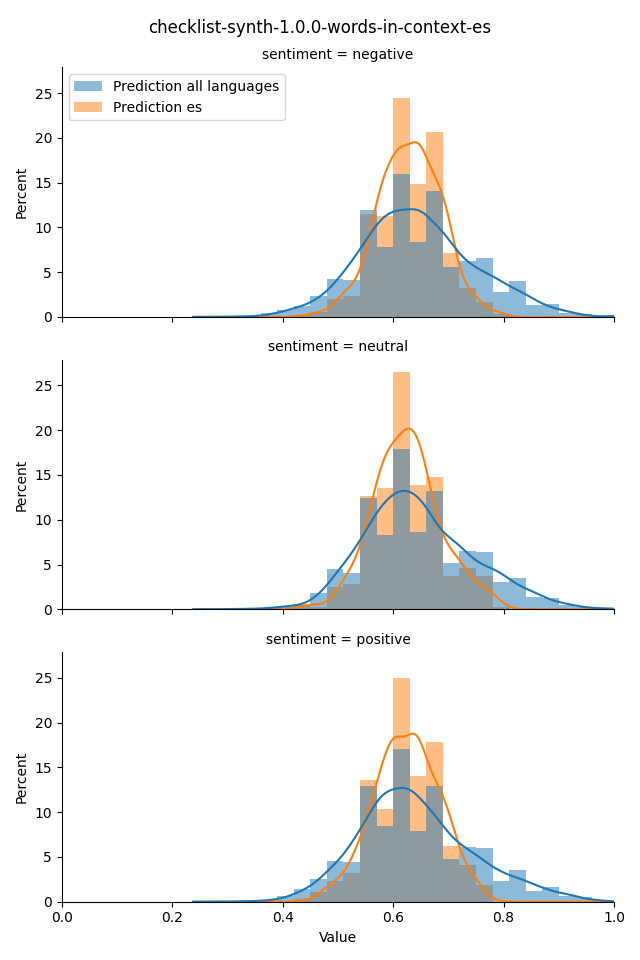 checklist-synth-1.0.0-words-in-context-es
sentiment = negative
Prediction all languages
Prediction es
25
20
15
10
5
0
Percent
sentiment = neutral
25
20
15
10
5
0
Percent
sentiment = positive
25
20
15
10
5
0
Percent
0.0 0.2 0.4 0.6 0.8 1.0
Value